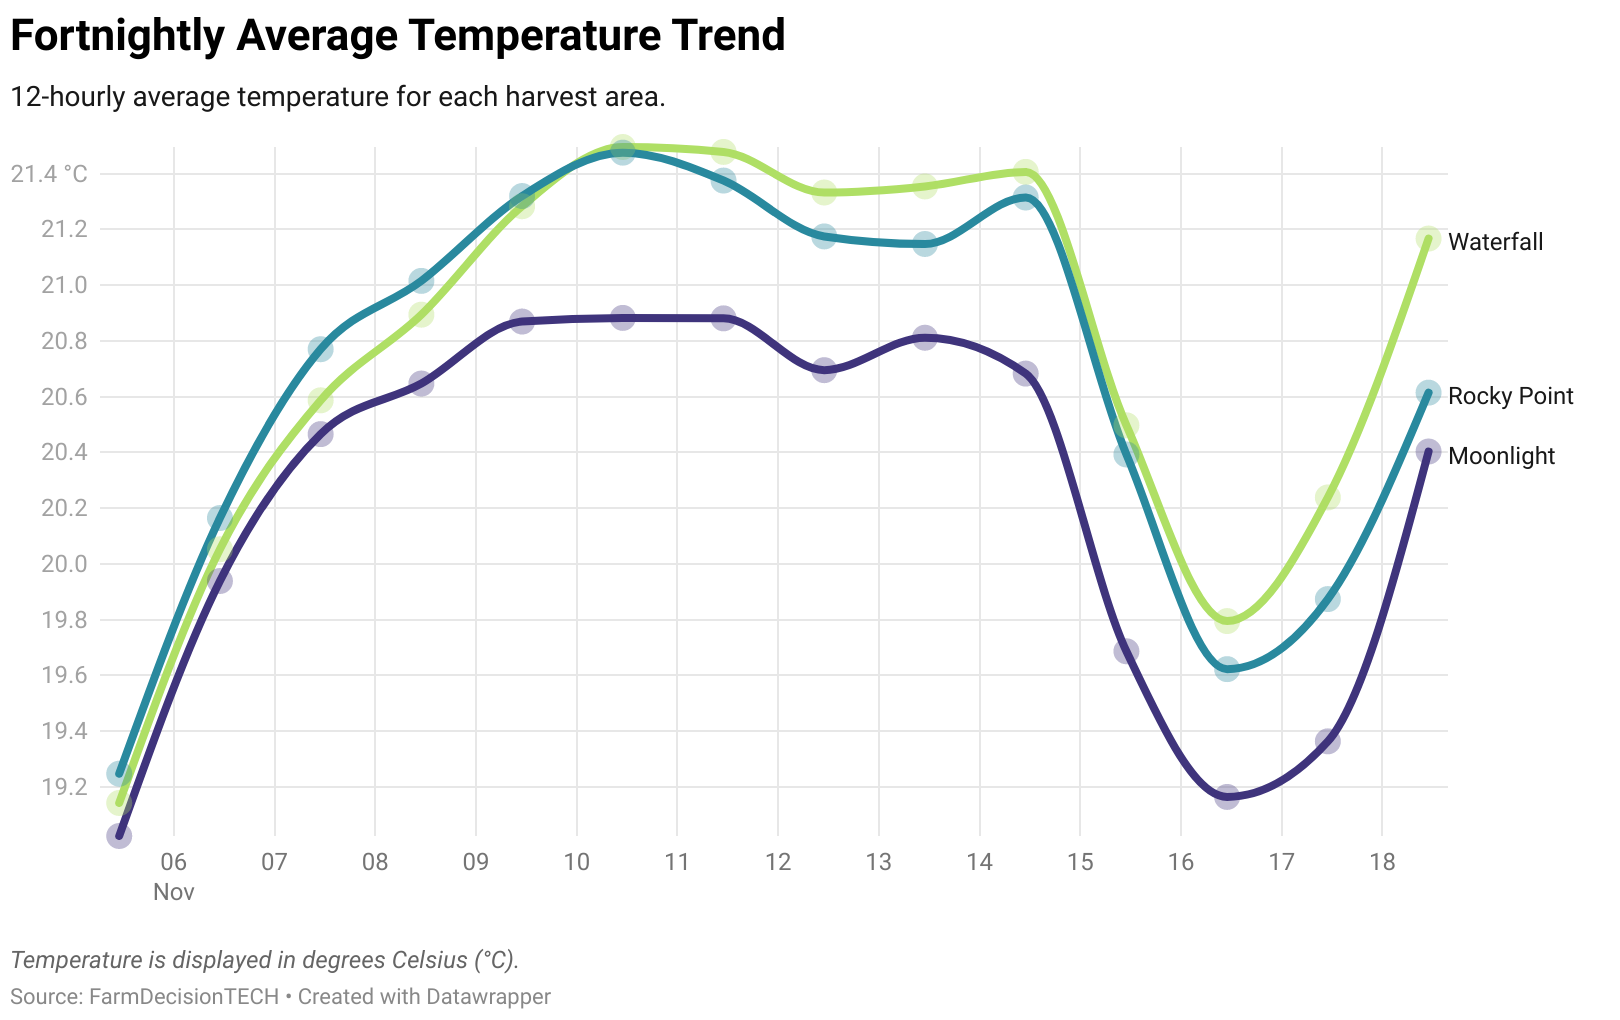 Fortnightly Average Temperature Trend
12-hourly average temperature for each harvest area.
21.4 °C
21.2
21.0
20.8
20.6
20.4
20.2
20.0
19.8
19.6
19.4
19.2
Waterfall
Rocky Point
Moonlight
06 07 08 09 10 11 12 13 14 15 16 17 18
Nov
Temperature is displayed in degrees Celsius (°C).
Source: FarmDecisionTECH • Created with Datawrapper